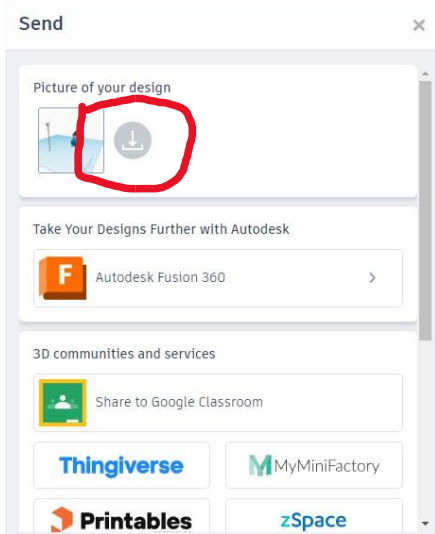 Send
Picture of your design
Take Your Designs Further with Autodesk
F
Autodesk Fusion 360
3D communities and services
Share to Google Classroom
Thingiverse
MyMiniFactory
Printables
zSpace